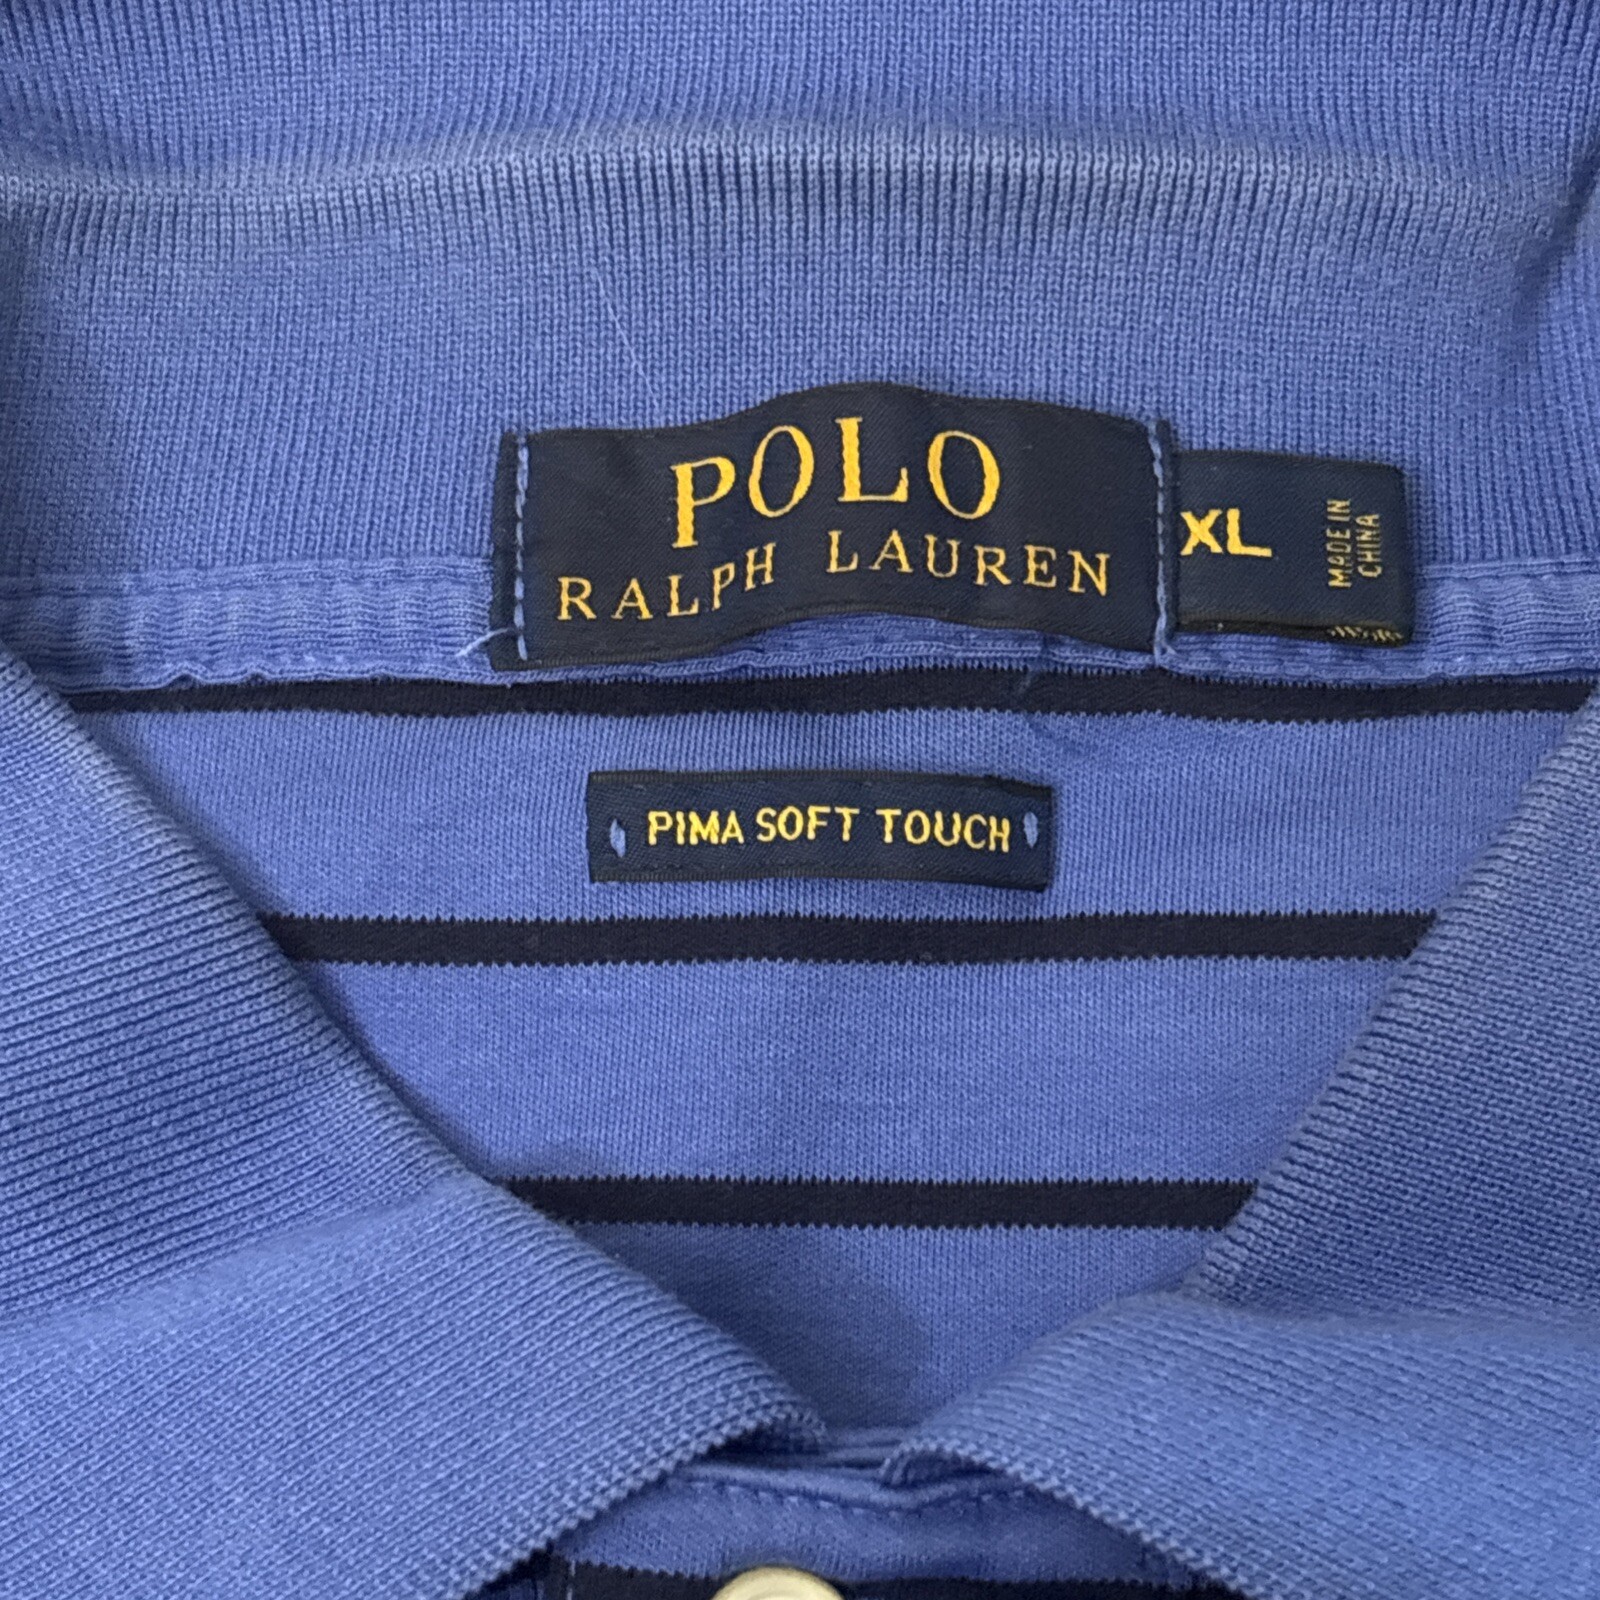 POLO
RALPH LAUREN
XL
MADE IN
CHINA
PIMA SOFT TOUCH